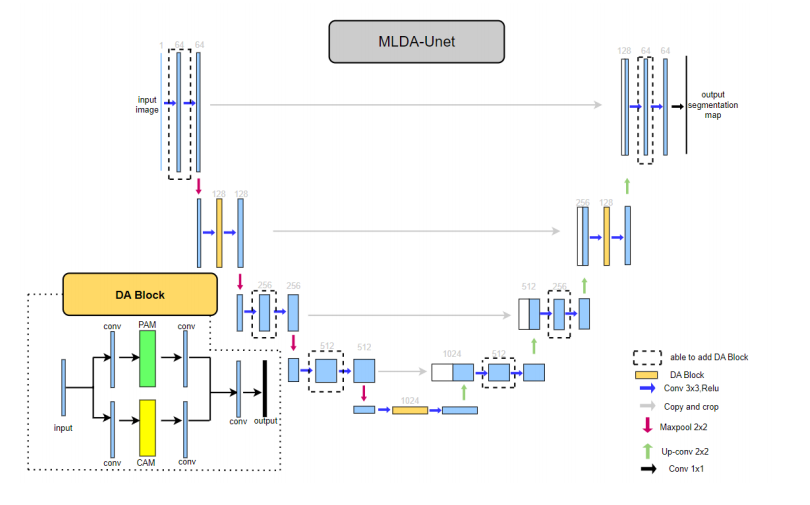 MLDA-Unet
1 64 64
input
image
128 64 64
output
segmentation
map
128 128
256 128
256 256
512 256
512 512
1024 512
1024
DA Block
conv PAM conv
input
conv output
conv CAM conv
able to add DA Block
DA Block
Conv 3x3,Relu
Copy and crop
Maxpool 2x2
Up-conv 2x2
Conv 1x1